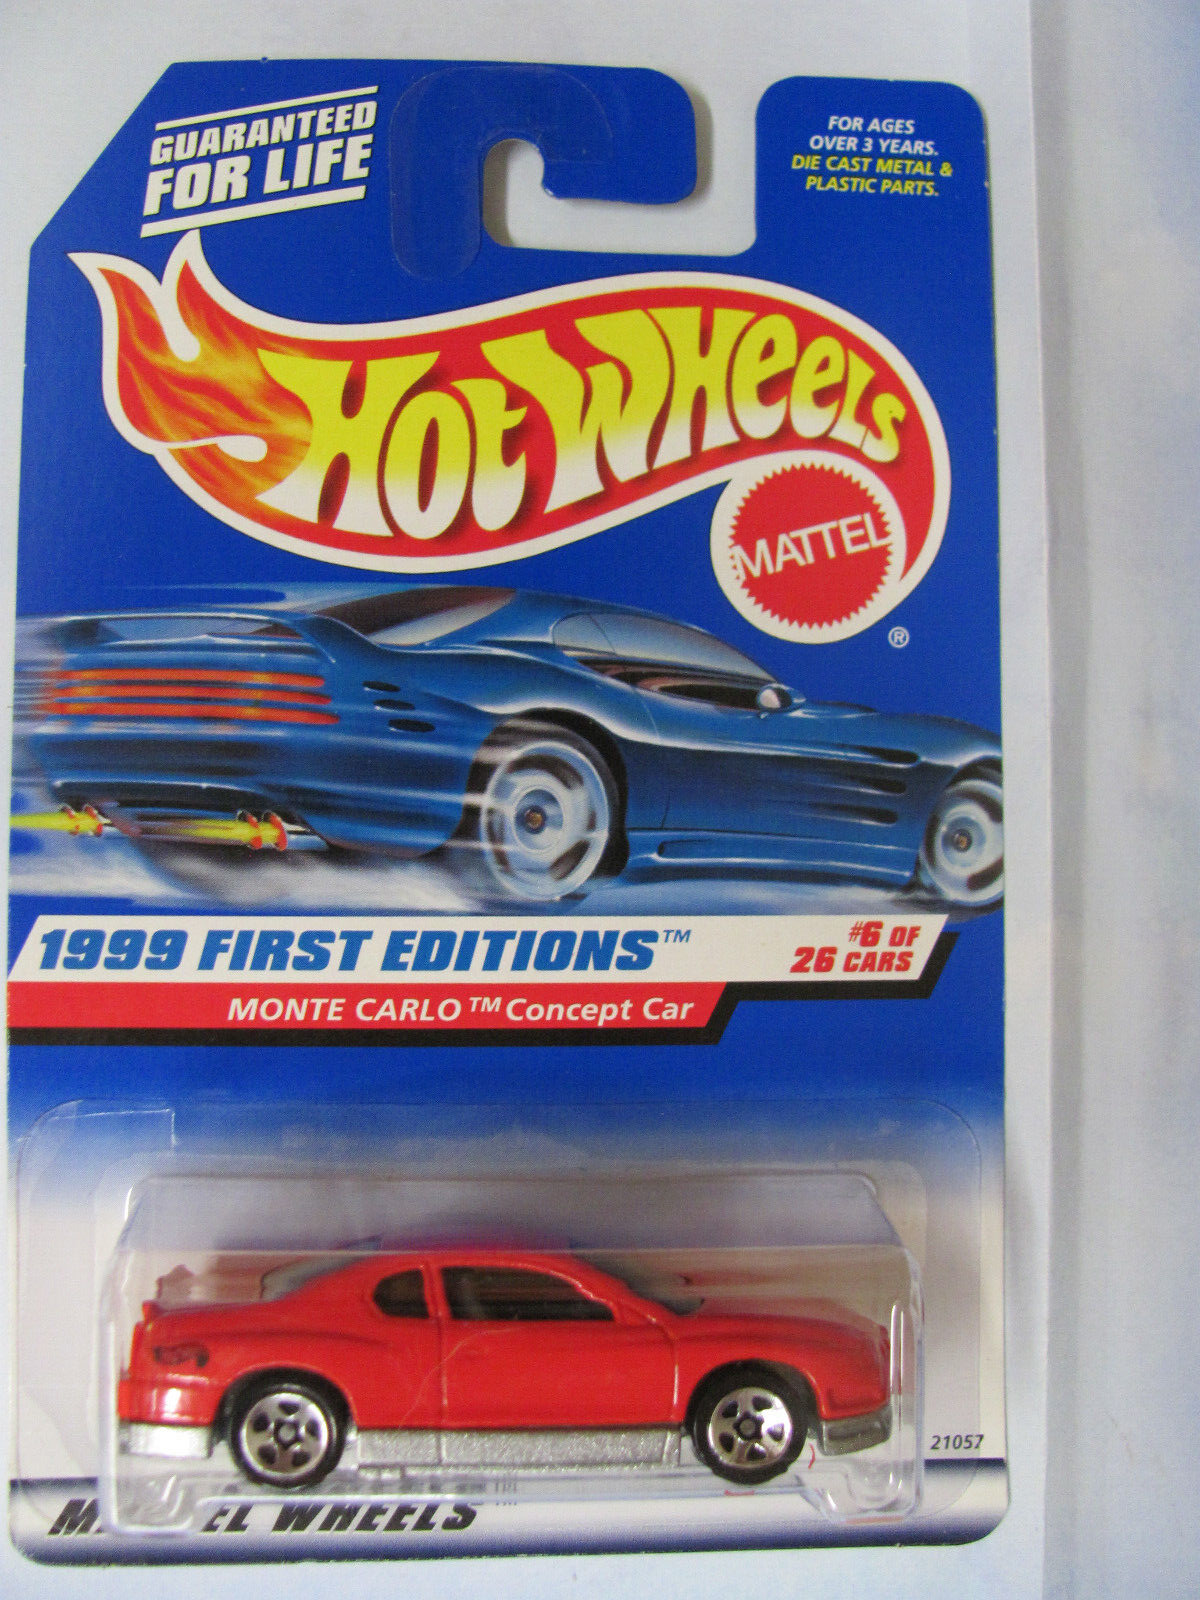 GUARANTEED
FOR LIFE
FOR AGES
OVER 3 YEARS.
DIE CAST METAL &
PLASTIC PARTS.
HOT WHEELS
MATTEL
®
1999 FIRST EDITIONS™
#6 OF
26 CARS
MONTE CARLO™ Concept Car
21057
WHEELS™